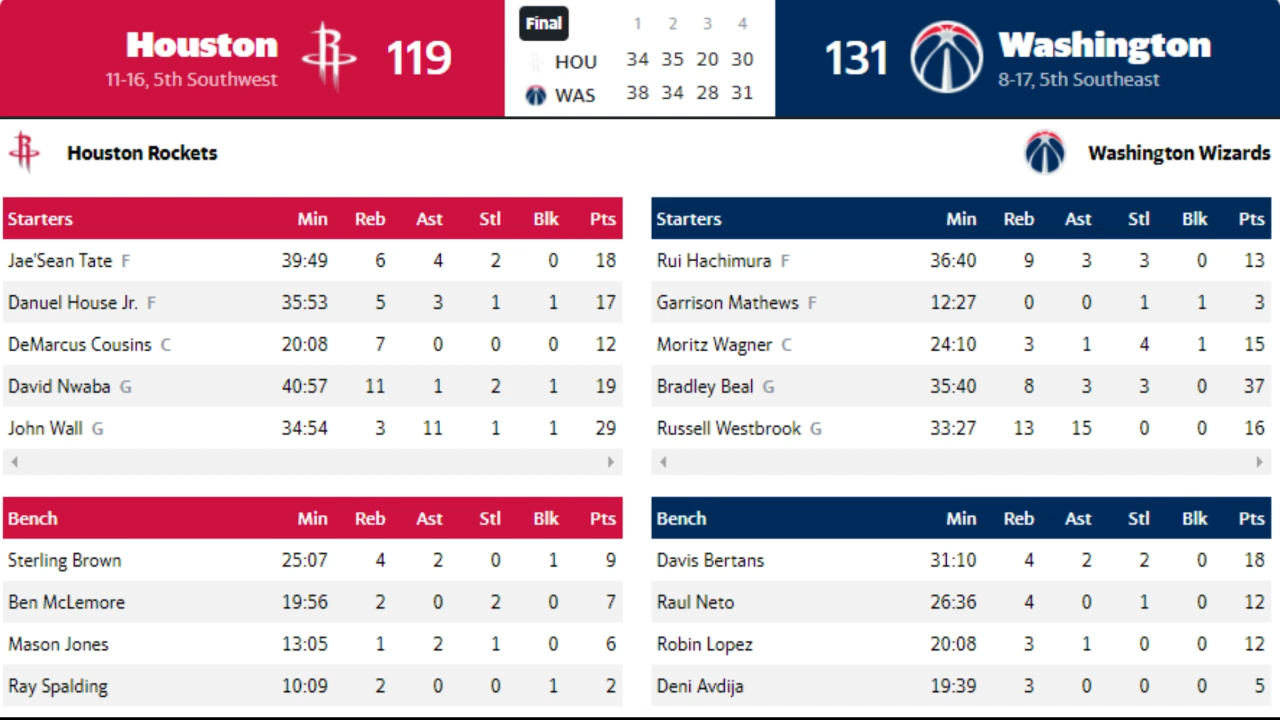 Houston
11-16, 5th Southwest
119
Final 1 2 3 4
HOU 34 35 20 30
WAS 38 34 28 31
131
Washington
8-17, 5th Southeast
Houston Rockets
Washington Wizards
Starters Min Reb Ast Stl Blk Pts
Jae'Sean Tate F 39:49 6 4 2 0 18
Danuel House Jr. F 35:53 5 3 1 1 17
DeMarcus Cousins C 20:08 7 0 0 0 12
David Nwaba G 40:57 11 1 2 1 19
John Wall G 34:54 3 11 1 1 29
Bench Min Reb Ast Stl Blk Pts
Sterling Brown 25:07 4 2 0 1 9
Ben McLemore 19:56 2 0 2 0 7
Mason Jones 13:05 1 2 1 0 6
Ray Spalding 10:09 2 0 0 1 2
Starters Min Reb Ast Stl Blk Pts
Rui Hachimura F 36:40 9 3 3 0 13
Garrison Mathews F 12:27 0 0 1 1 3
Moritz Wagner C 24:10 3 1 4 1 15
Bradley Beal G 35:40 8 3 3 0 37
Russell Westbrook G 33:27 13 15 0 0 16
Bench Min Reb Ast Stl Blk Pts
Davis Bertans 31:10 4 2 2 0 18
Raul Neto 26:36 4 0 1 0 12
Robin Lopez 20:08 3 1 0 0 12
Deni Avdija 19:39 3 0 0 0 5